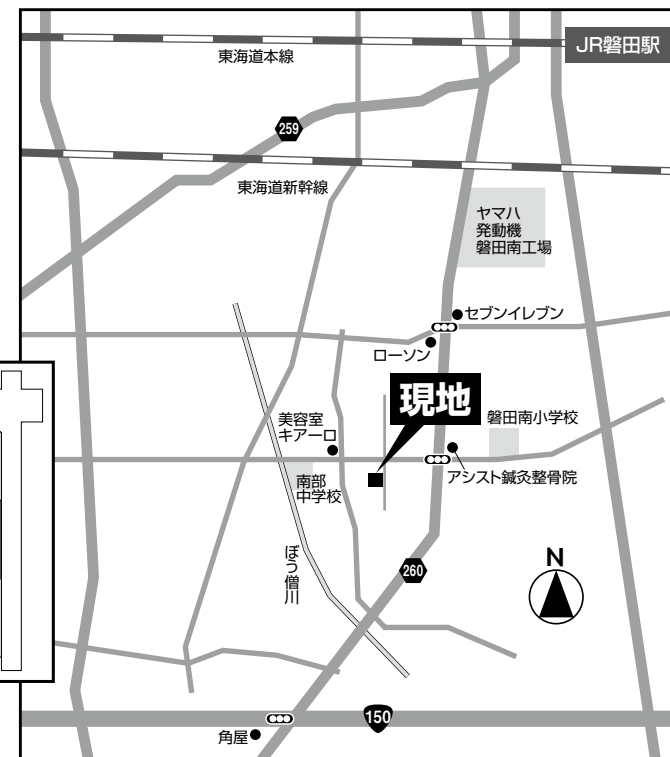 JR磐田駅
東海道本線
259
東海道新幹線
ヤマハ
発動機
磐田南工場
セブンイレブン
ローソン
現地
美容室
キアーロ
磐田南小学校
アシスト鍼灸整骨院
南部
中学校
ぼう僧川
260
N
150
角屋